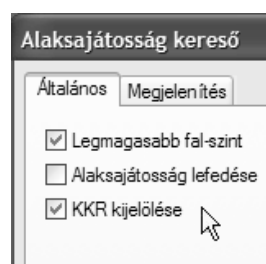 Alaksajátosság kereső
Általános Megjelenítés
Legmagasabb fal-szint
Alaksajátosság lefedése
KKR kijelölése